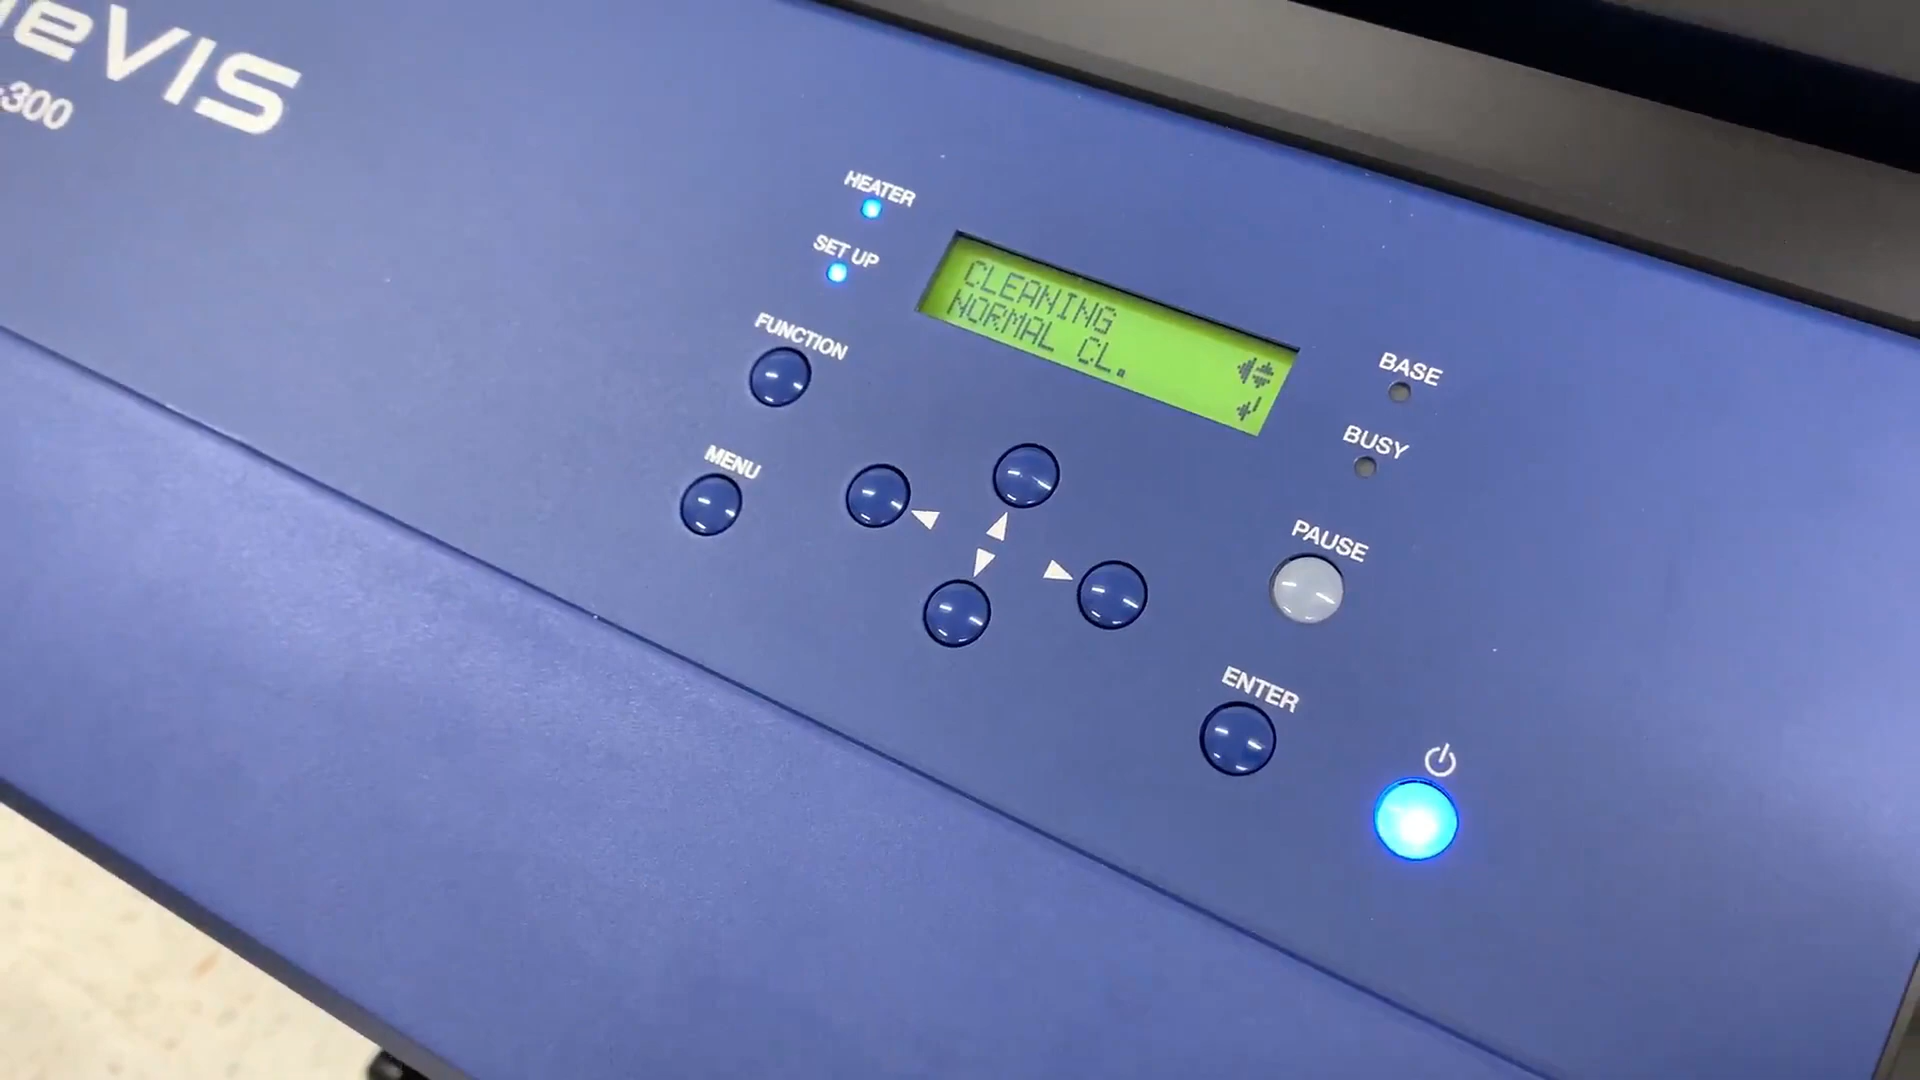 eVIS
-300
HEATER
SET UP
CLEANING
NORMAL CL.
FUNCTION
MENU
BASE
BUSY
PAUSE
ENTER